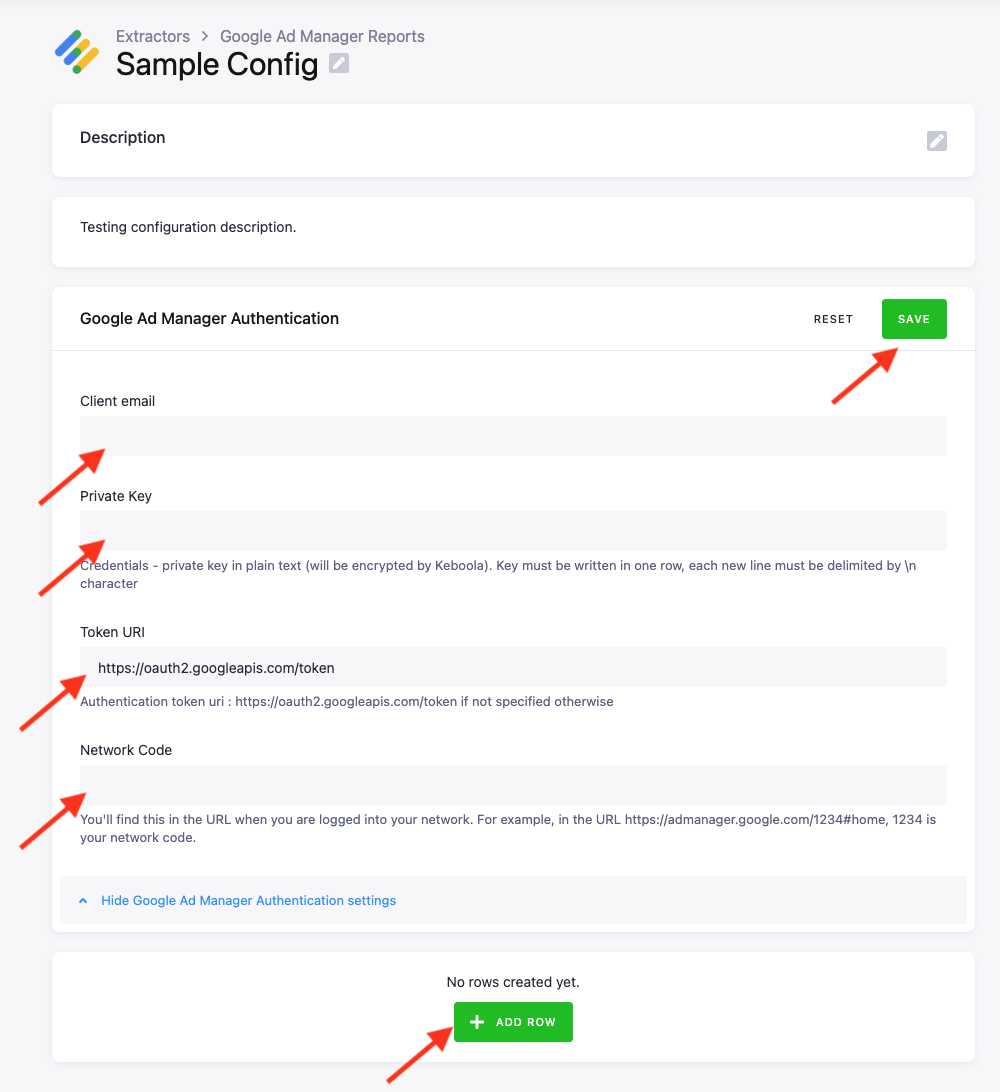 Extractors > Google Ad Manager Reports
Sample Config
Description
Testing configuration description.
Google Ad Manager Authentication
RESET
SAVE
Client email
Private Key
Credentials - private key in plain text (will be encrypted by Keboola). Key must be written in one row, each new line must be delimited by \n
character
Token URI
https://oauth2.googleapis.com/token
Authentication token uri : https://oauth2.googleapis.com/token if not specified otherwise
Network Code
You'll find this in the URL when you are logged into your network. For example, in the URL https://admanager.google.com/1234#home, 1234 is
your network code.
Hide Google Ad Manager Authentication settings
No rows created yet.
+ ADD ROW